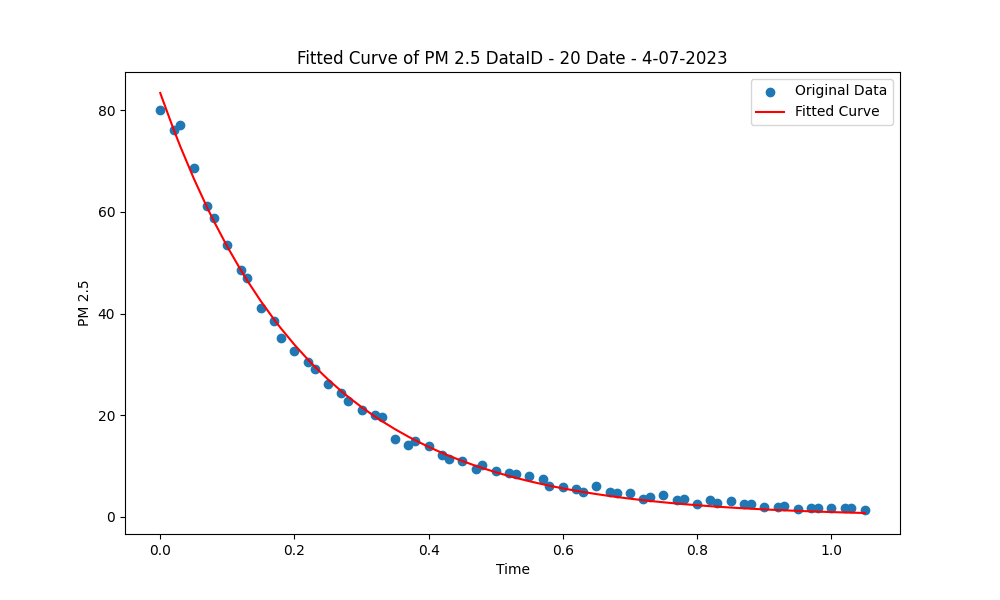 Fitted Curve of PM 2.5 DataID - 20 Date - 4-07-2023
Original Data
Fitted Curve
80
60
40
20
0
PM 2.5
0.0 0.2 0.4 0.6 0.8 1.0
Time